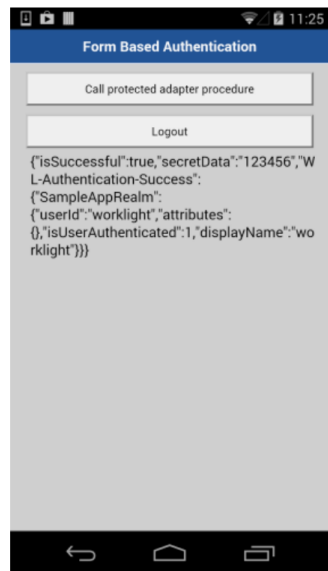 11:25
Form Based Authentication
Call protected adapter procedure
Logout
{"isSuccessful":true,"secretData":"123456","W
L-Authentication-Success":
{"SampleAppRealm":
{"userId":"worklight","attributes":
{},"isUserAuthenticated":1,"displayName":"wo
rklight"}}}